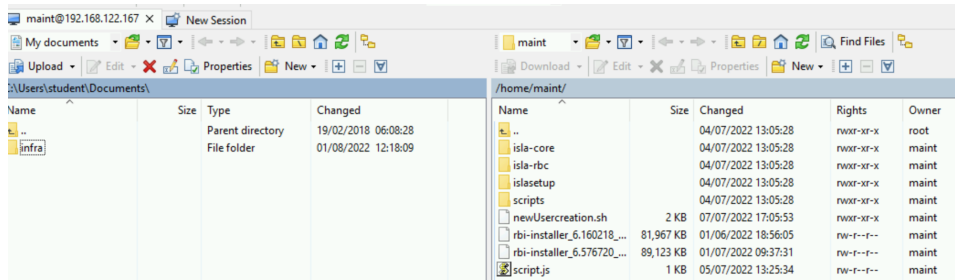 maint@192.168.122.167 × New Session
My documents
Upload Edit Properties New
C:\Users\student\Documents\
Name Size Type Changed
.. Parent directory 19/02/2018 06:08:28
infra File folder 01/08/2022 12:18:09
maint Find Files
Download Edit Properties New
/home/maint/
Name Size Changed Rights Owner
.. 04/07/2022 13:05:28 rwxr-xr-x root
isla-core 04/07/2022 13:05:28 rwxr-xr-x maint
isla-rbc 04/07/2022 13:05:28 rwxr-xr-x maint
islasetup 04/07/2022 13:05:28 rwxr-xr-x maint
scripts 04/07/2022 13:05:28 rwxr-xr-x maint
newUsercreation.sh 2 KB 07/07/2022 17:05:53 rwxr-xr-x maint
rbi-installer_6.160218_... 81,967 KB 01/06/2022 18:56:05 rw-r--r-- maint
rbi-installer_6.576720_... 89,123 KB 01/07/2022 09:37:31 rw-r--r-- maint
script.js 1 KB 05/07/2022 13:25:34 rw-r--r-- maint